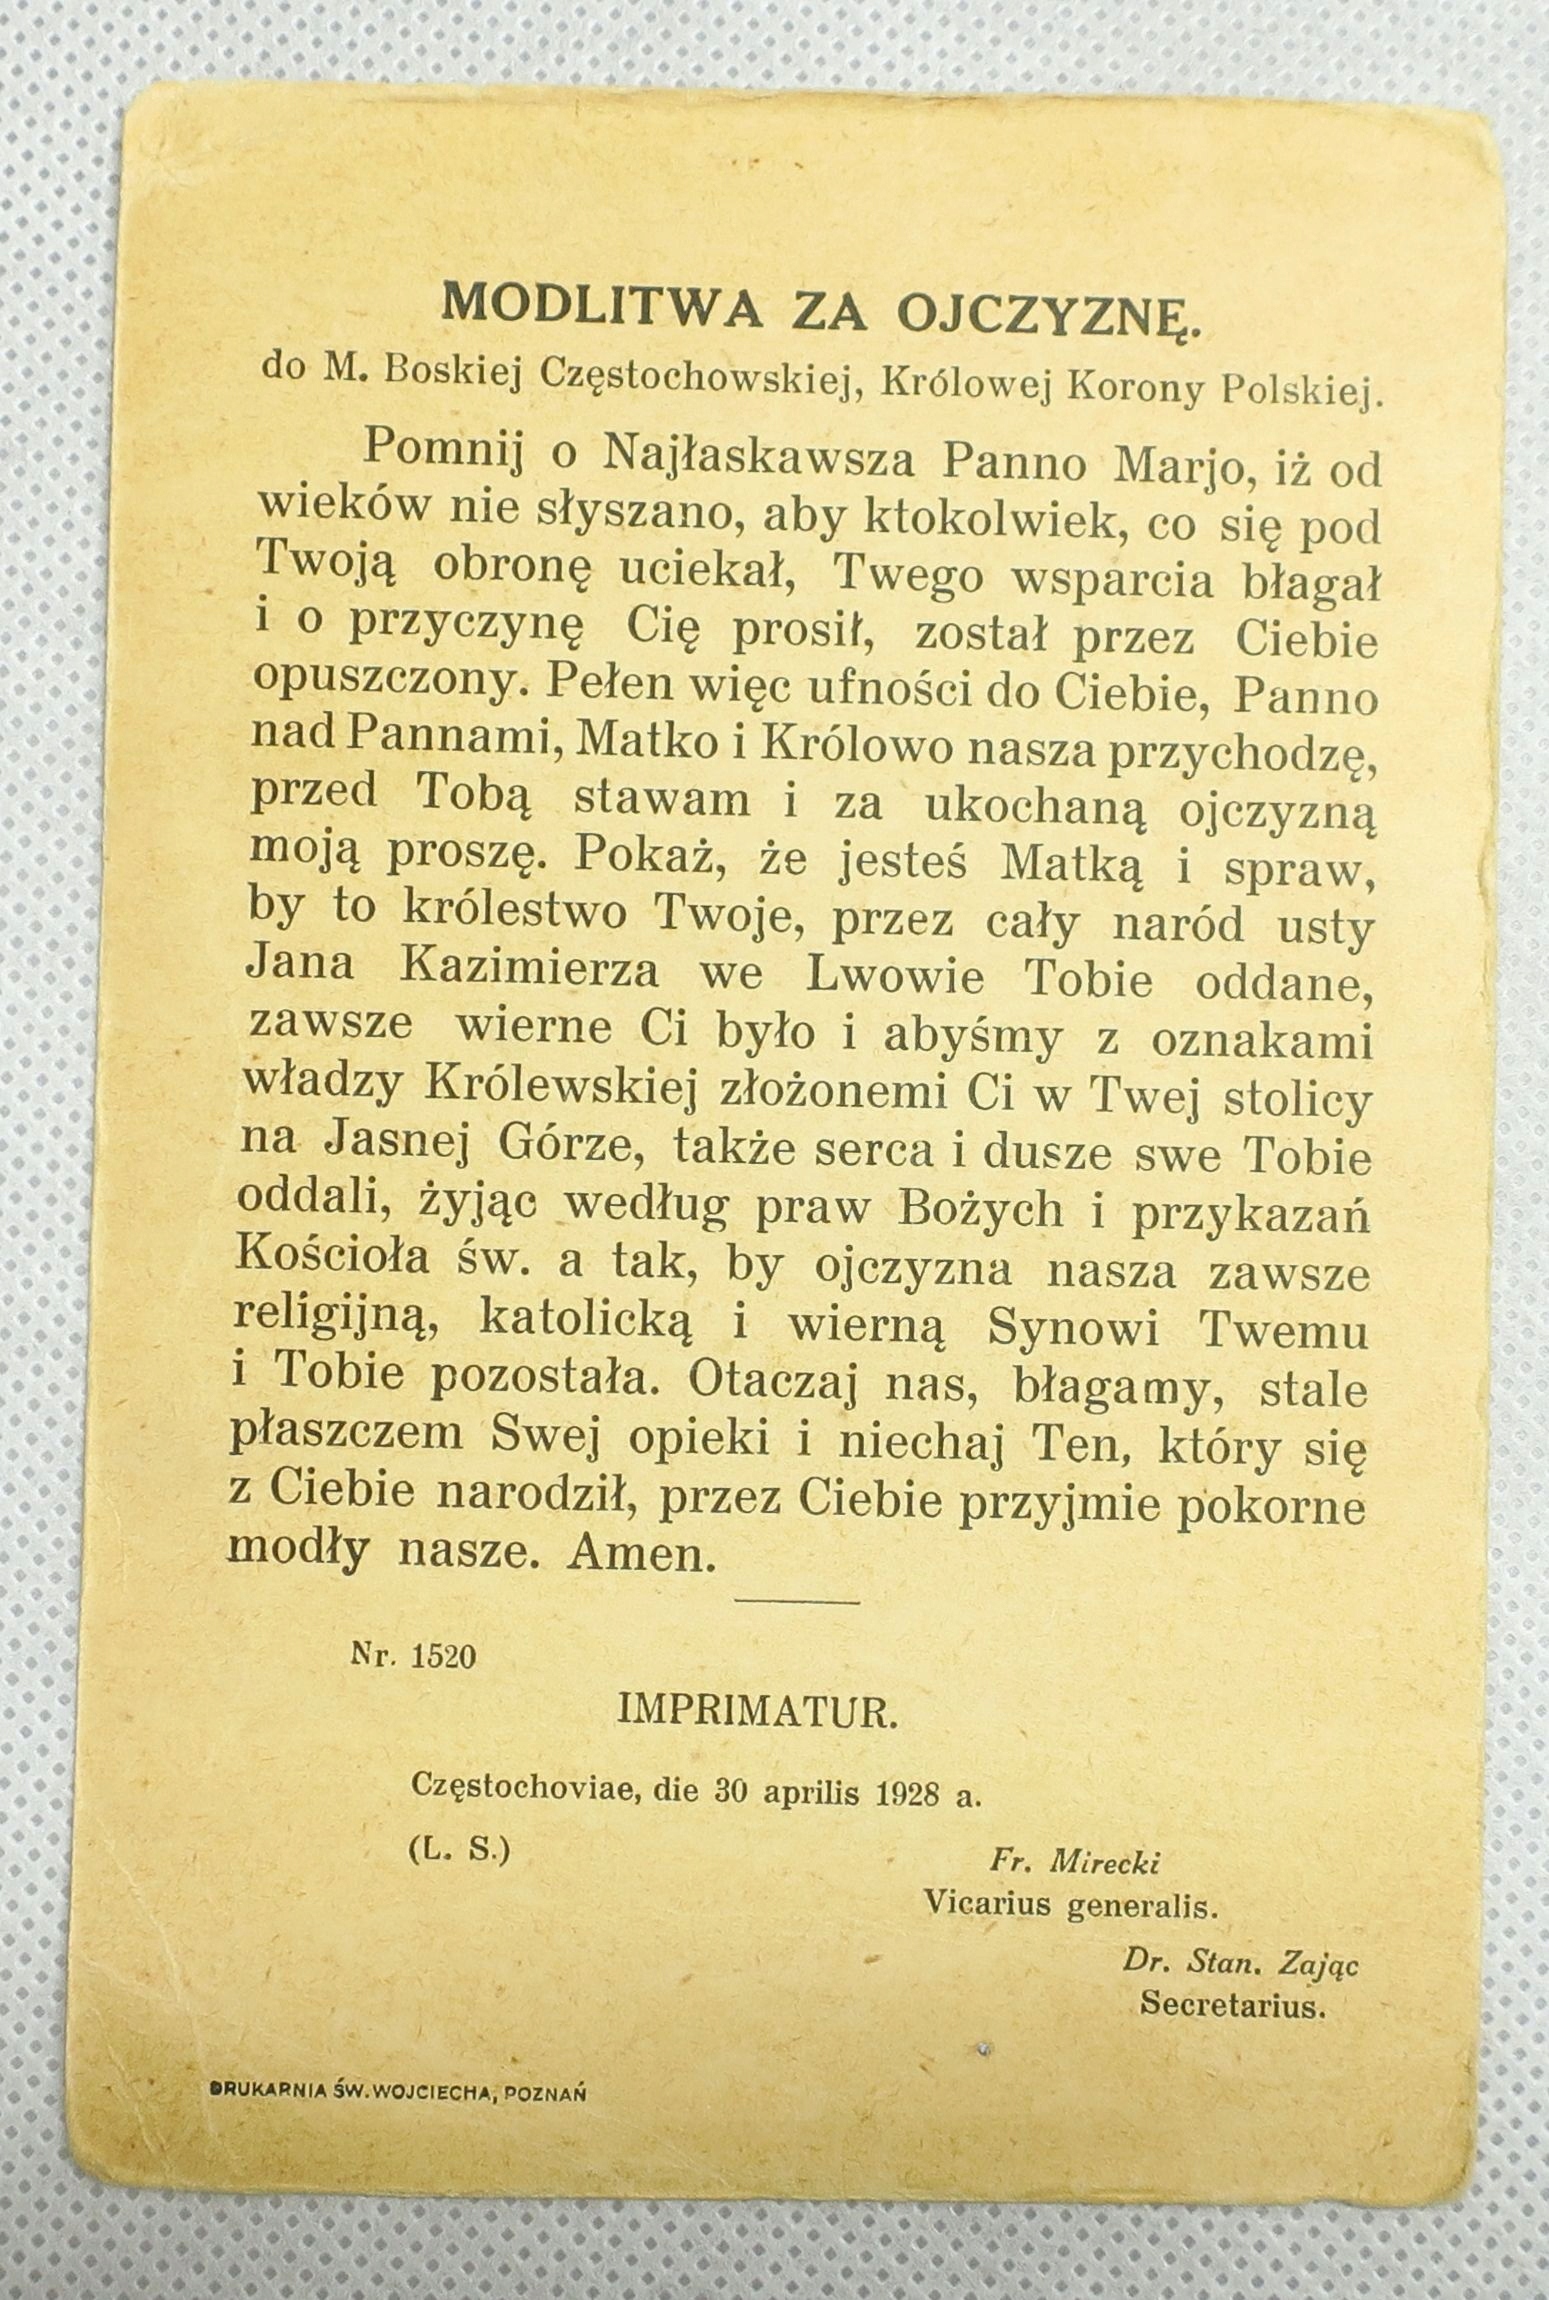 MODLITWA ZA OJCZYZNĘ.
do M. Boskiej Częstochowskiej, Królowej Korony Polskiej.
Pomnij o Najłaskawsza Panno Marjo, iż od
wieków nie słyszano, aby ktokolwiek, co się pod
Twoją obronę uciekał, Twego wsparcia błagał
i o przyczynę Cię prosił, został przez Ciebie
opuszczony. Pełen więc ufności do Ciebie, Panno
nad Pannami, Matko i Królowo nasza przychodzę,
przed Tobą stawam i za ukochaną ojczyzną
moją proszę. Pokaż, że jesteś Matką i spraw,
by to królestwo Twoje, przez cały naród usty
Jana Kazimierza we Lwowie Tobie oddane,
zawsze wierne Ci było i abyśmy z oznakami
władzy Królewskiej złożonemi Ci w Twej stolicy
na Jasnej Górze, także serca i dusze swe Tobie
oddali, żyjąc według praw Bożych i przykazań
Kościoła św. a tak, by ojczyzna nasza zawsze
religijną, katolicką i wierną Synowi Twemu
i Tobie pozostała. Otaczaj nas, błagamy, stale
płaszczem Swej opieki i niechaj Ten, który się
z Ciebie narodził, przez Ciebie przyjmie pokorne
modły nasze. Amen.
Nr. 1520
IMPRIMATUR.
Częstochoviae, die 30 aprilis 1928 a.
(L. S.)
Fr. Mirecki
Vicarius generalis.
Dr. Stan. Zając
Secretarius.
DRUKARNIA ŚW. WOJCIECHA, POZNAŃ